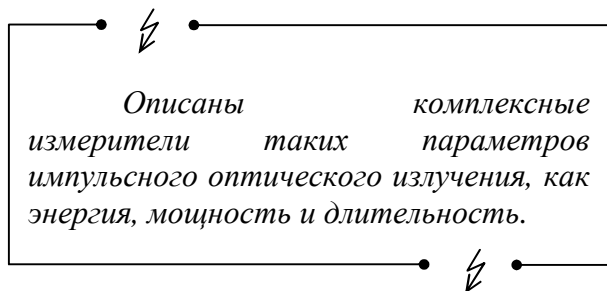 Описаны комплексные
измерители таких параметров
импульсного оптического излучения, как
энергия, мощность и длительность.